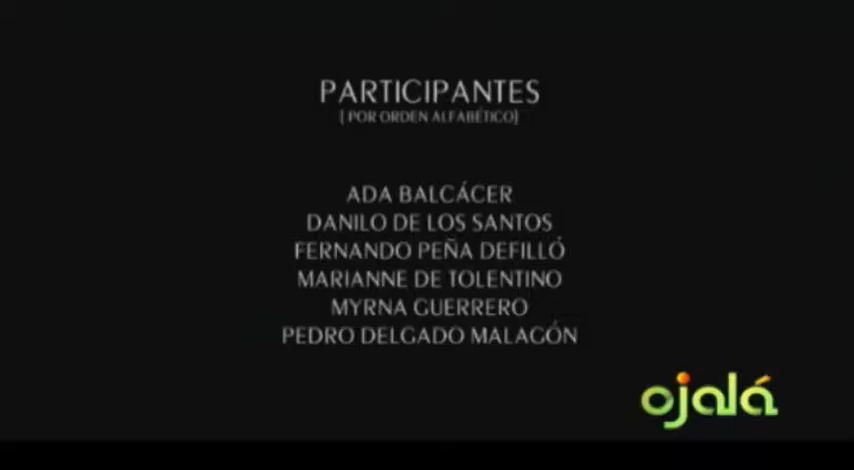 PARTICIPANTES
[POR ORDEN ALFABÉTICO]
ADA BALCÁCER
DANILO DE LOS SANTOS
FERNANDO PEÑA DEFILLÓ
MARIANNE DE TOLENTINO
MYRNA GUERRERO
PEDRO DELGADO MALAGÓN
ojalá